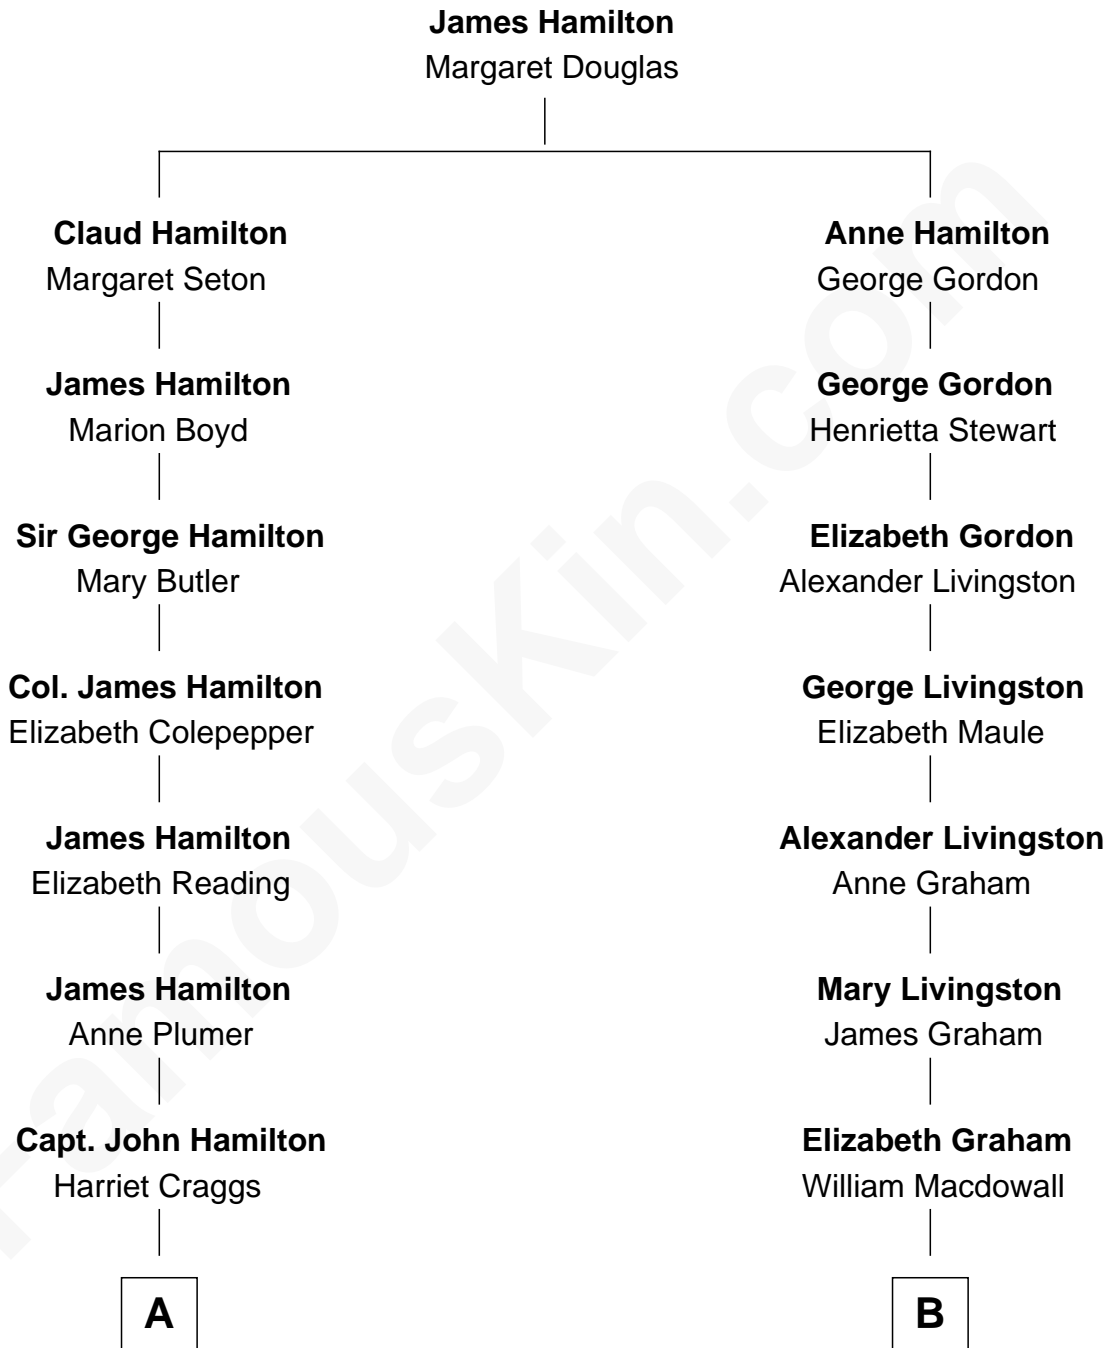 James Hamilton
Margaret Douglas
Claud Hamilton
Margaret Seton
Anne Hamilton
George Gordon
James Hamilton
Marion Boyd
George Gordon
Henrietta Stewart
Sir George Hamilton
Mary Butler
Elizabeth Gordon
Alexander Livingston
Col. James Hamilton
Elizabeth Colepepper
George Livingston
Elizabeth Maule
James Hamilton
Elizabeth Reading
Alexander Livingston
Anne Graham
James Hamilton
Anne Plumer
Mary Livingston
James Graham
Capt. John Hamilton
Harriet Craggs
Elizabeth Graham
William Macdowall
A
B
FamousKin.com